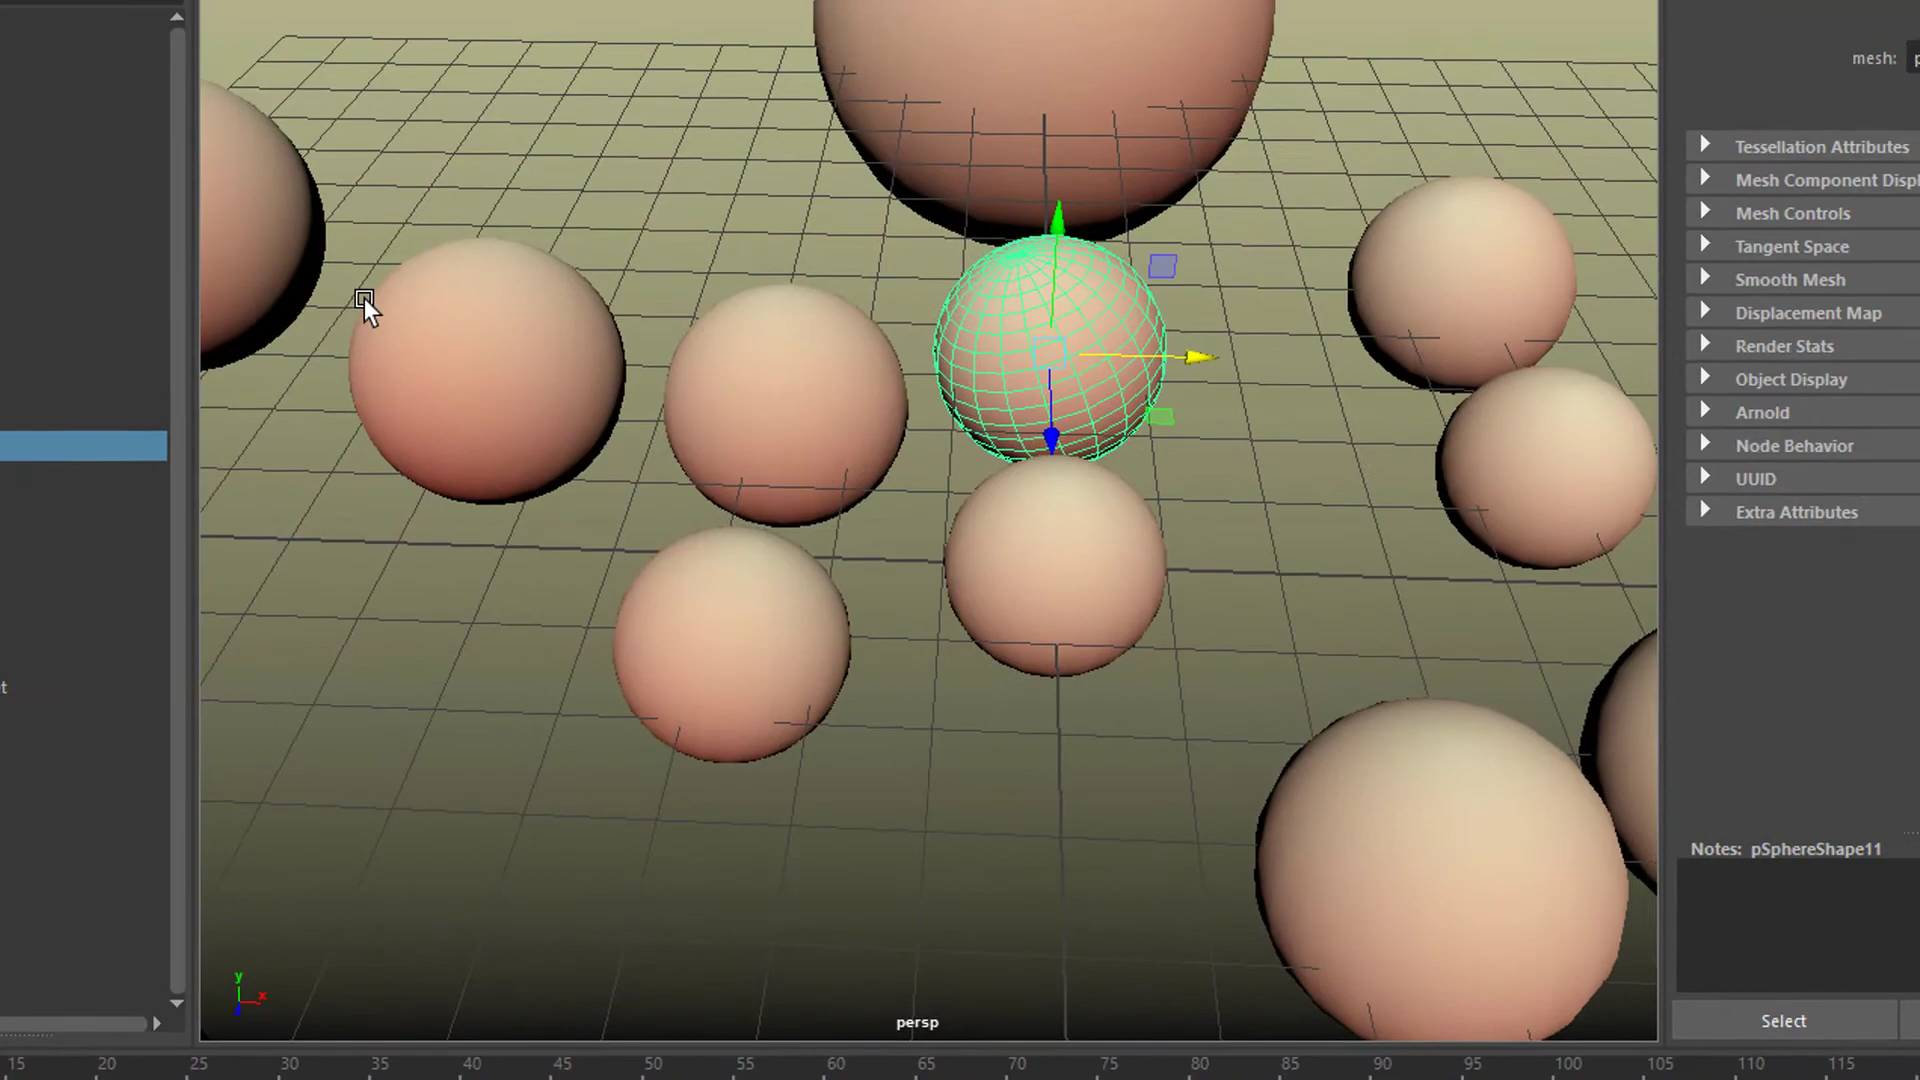 mesh:
Tessellation Attributes
Mesh Component Displ
Mesh Controls
Tangent Space
Smooth Mesh
Displacement Map
Render Stats
Object Display
Arnold
Node Behavior
UUID
Extra Attributes
t
Notes: pSphereShape11
y
x
persp
Select
15 20 25 30 35 40 45 50 55 60 65 70 75 80 85 90 95 100 105 110 115